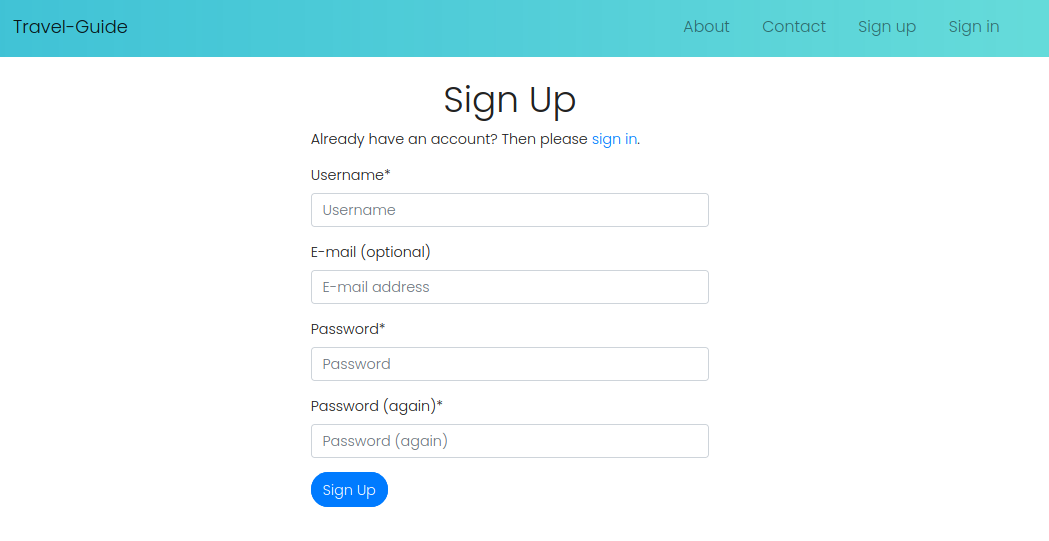 Travel-Guide About Contact Sign up Sign in
Sign Up
Already have an account? Then please sign in.
Username*
Username
E-mail (optional)
E-mail address
Password*
Password
Password (again)*
Password (again)
Sign Up